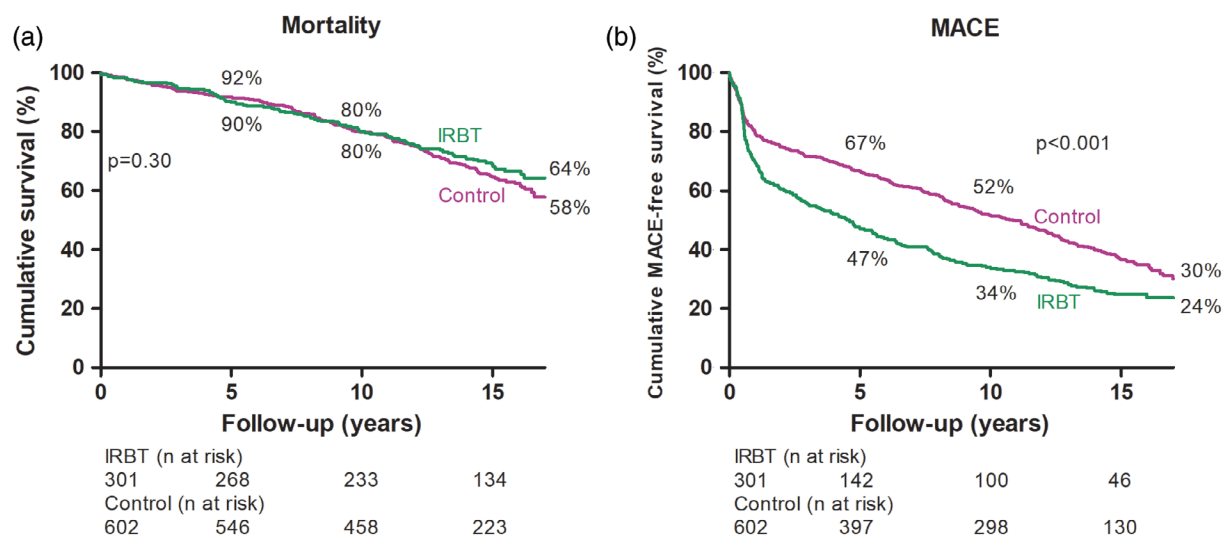 (a)
Mortality
Cumulative survival (%)
100
80
60
40
20
0
92%
90%
80%
80%
p=0.30
IRBT
Control
64%
58%
0 5 10 15
Follow-up (years)
IRBT (n at risk)
301 268 233 134
Control (n at risk)
602 546 458 223
(b)
MACE
Cumulative MACE-free survival (%)
100
80
60
40
20
0
67%
52%
p<0.001
Control
47%
34%
IRBT
30%
24%
0 5 10 15
Follow-up (years)
IRBT (n at risk)
301 142 100 46
Control (n at risk)
602 397 298 130